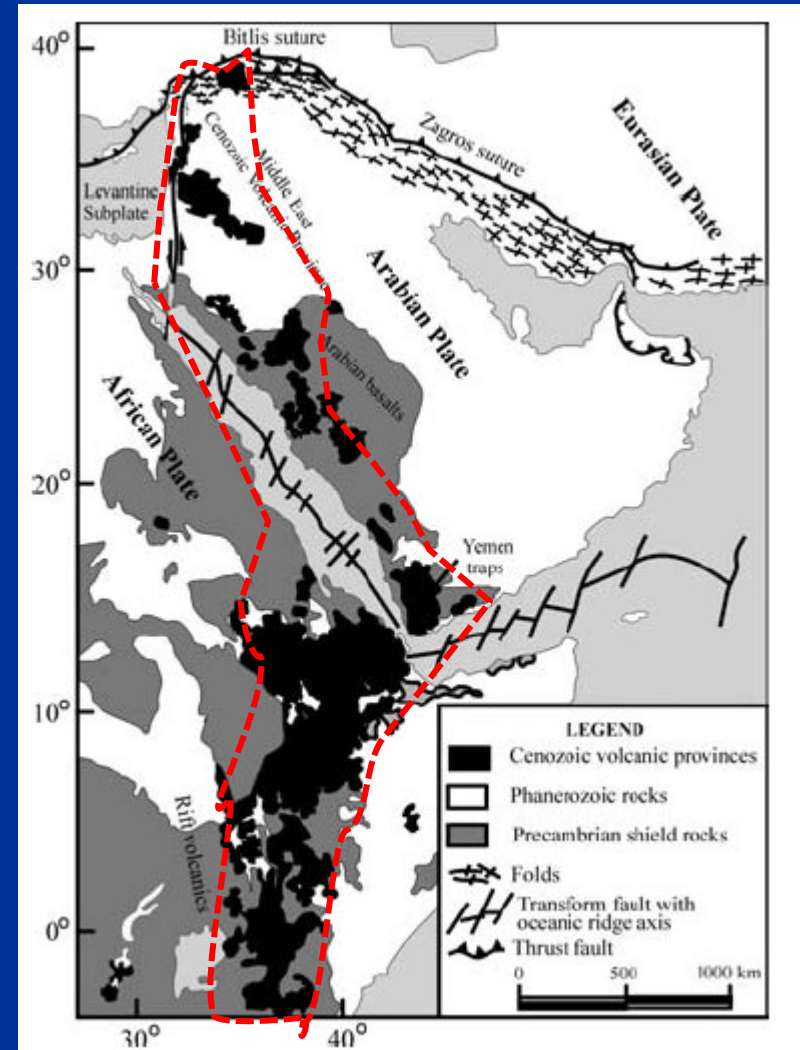 40°
Bitlis suture
Zagros suture
Eurasian Plate
Cenozoic Volcanic Province
Middle East
Levantine
Subplate
30°
Arabian Plate
Arabian basalts
African Plate
20°
Yemen
traps
10°
Rift volcanics
0°
30°
40°
LEGEND
Cenozoic volcanic provinces
Phanerozoic rocks
Precambrian shield rocks
Folds
Transform fault with
oceanic ridge axis
Thrust fault
0 500 1000 km